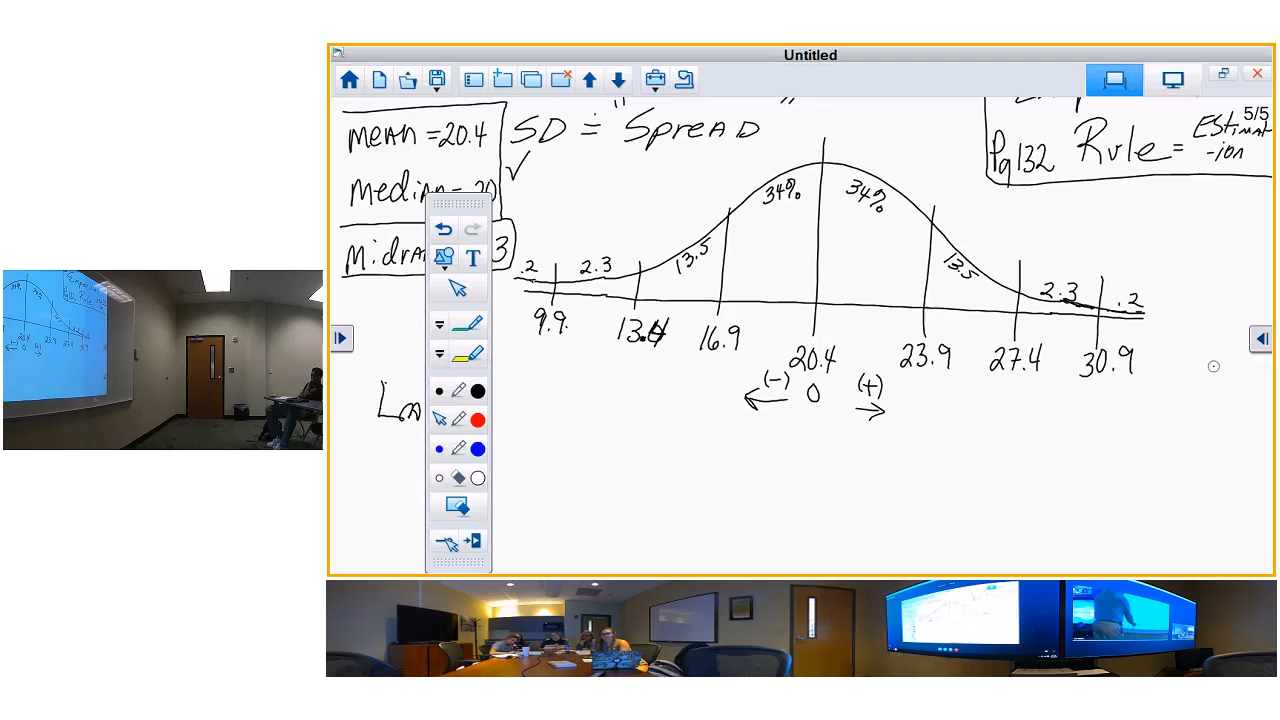 Untitled
5/5
mean = 20.4
SD ≐ "Spread
Pg 132 Rule = Estimat
-ion
median = 20
✓
34%
34%
Midra 3
13.5
13.5
.2
2.3
2.3
.2
9.9.
13.4
16.9
20.4
23.9
27.4
30.9
(-)
0
(+)
T